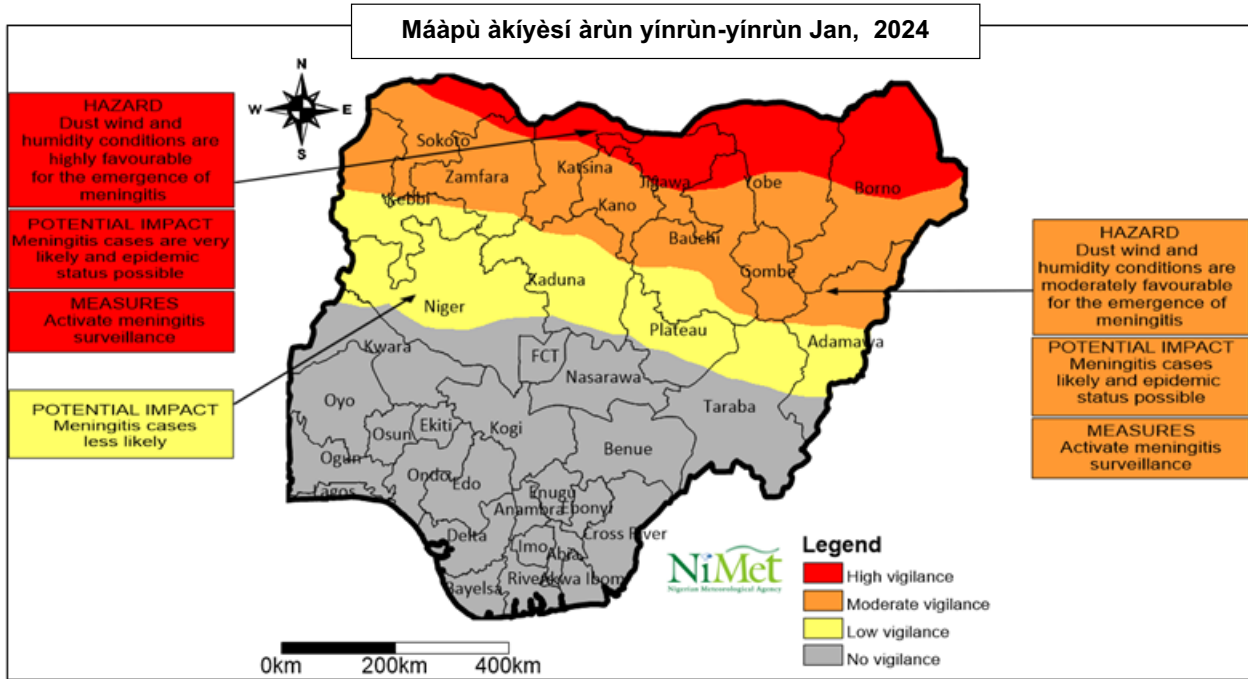 Máàpù àkíyèsí àrùn yínrùn-yínrùn Jan, 2024
N
W
E
S
HAZARD
Dust wind and
humidity conditions are
highly favourable
for the emergence of
meningitis
POTENTIAL IMPACT
Meningitis cases are very
likely and epidemic
status possible
MEASURES
Activate meningitis
surveillance
POTENTIAL IMPACT
Meningitis cases
less likely
Sokoto
Katsina
Zamfara
Jigawa
Yobe
Borno
Kebbi
Kano
Bauchi
Gombe
Kaduna
Niger
Plateau
Adamawa
Kwara
FCT
Nasarawa
Taraba
Oyo
Ekiti
Kogi
Osun
Benue
Ogun
Ondo
Edo
Lagos
Enugu
Anambra
Ebonyi
Delta
Cross River
Imo
Abia
Bayelsa
Rivers
Akwa Ibom
HAZARD
Dust wind and
humidity conditions are
moderately favourable
for the emergence of
meningitis
POTENTIAL IMPACT
Meningitis cases
likely and epidemic
status possible
MEASURES
Activate meningitis
surveillance
NiMet
Nigerian Meteorological Agency
Legend
High vigilance
Moderate vigilance
Low vigilance
No vigilance
0km
200km
400km